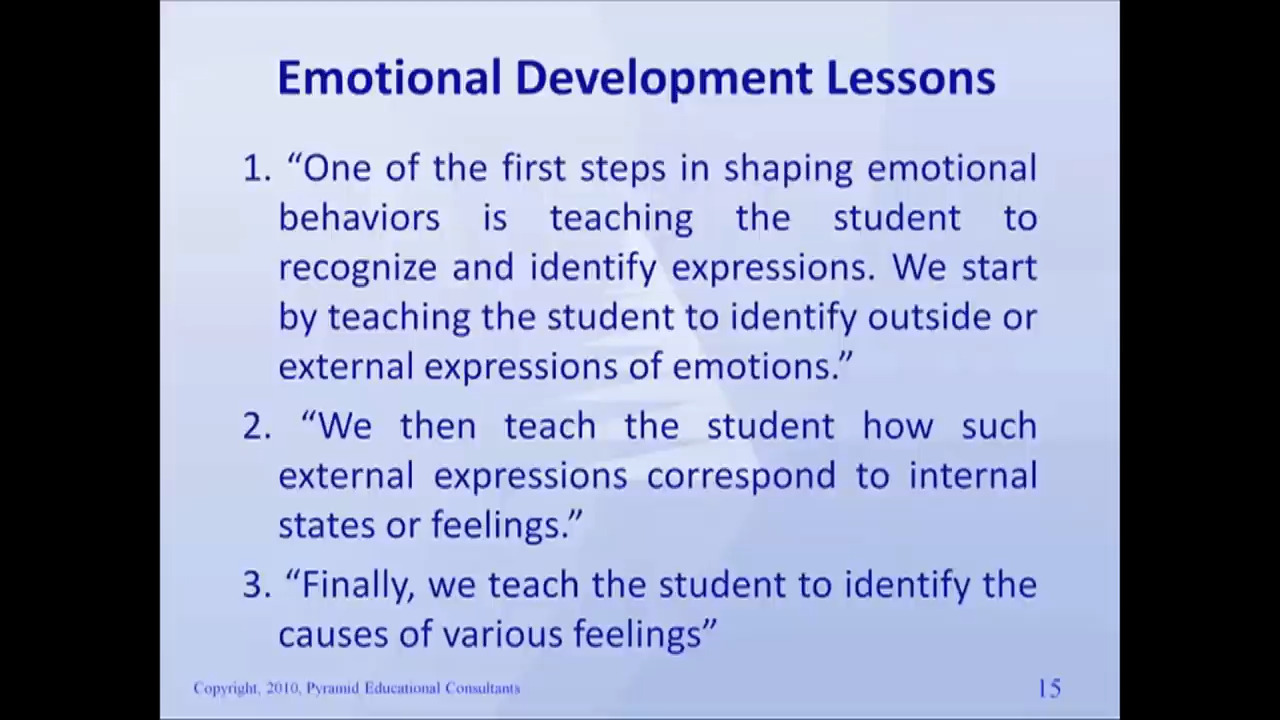 Emotional Development Lessons
1. “One of the first steps in shaping emotional
behaviors is teaching the student to
recognize and identify expressions. We start
by teaching the student to identify outside or
external expressions of emotions.”
2. “We then teach the student how such
external expressions correspond to internal
states or feelings.”
3. “Finally, we teach the student to identify the
causes of various feelings”
Copyright, 2010, Pyramid Educational Consultants
15